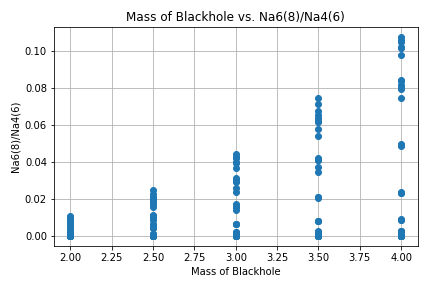 Mass of Blackhole vs. Na6(8)/Na4(6)
Na6(8)/Na4(6)
0.10
0.08
0.06
0.04
0.02
0.00
2.00 2.25 2.50 2.75 3.00 3.25 3.50 3.75 4.00
Mass of Blackhole